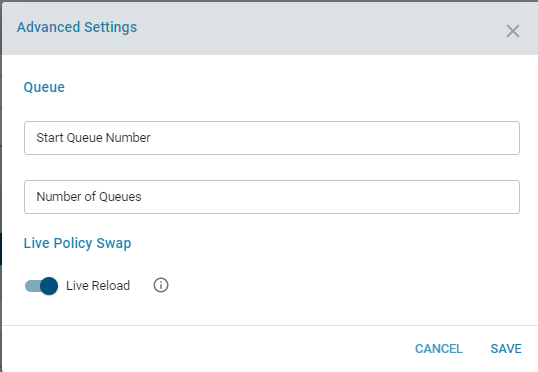 Advanced Settings
Queue
Start Queue Number
Number of Queues
Live Policy Swap
Live Reload
CANCEL SAVE